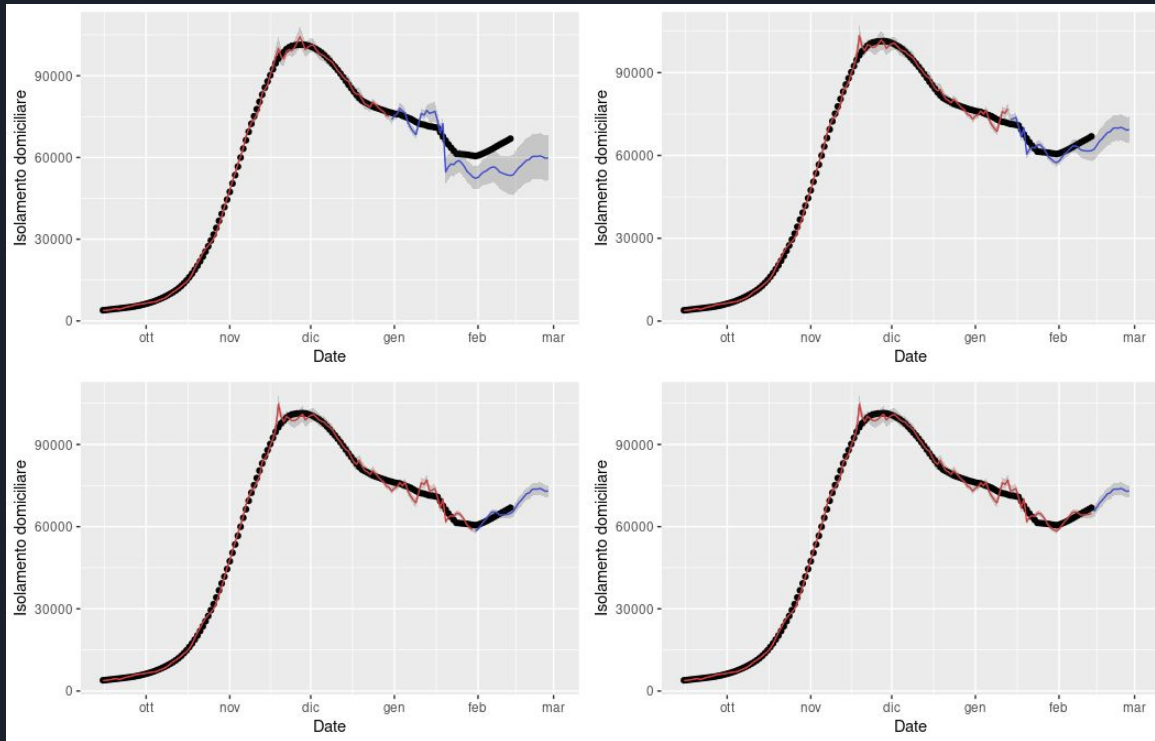 Isolamento domiciliare
90000
60000
30000
0
ott nov dic gen feb mar
Date
Isolamento domiciliare
90000
60000
30000
0
ott nov dic gen feb mar
Date
Isolamento domiciliare
90000
60000
30000
0
ott nov dic gen feb mar
Date
Isolamento domiciliare
90000
60000
30000
0
ott nov dic gen feb mar
Date